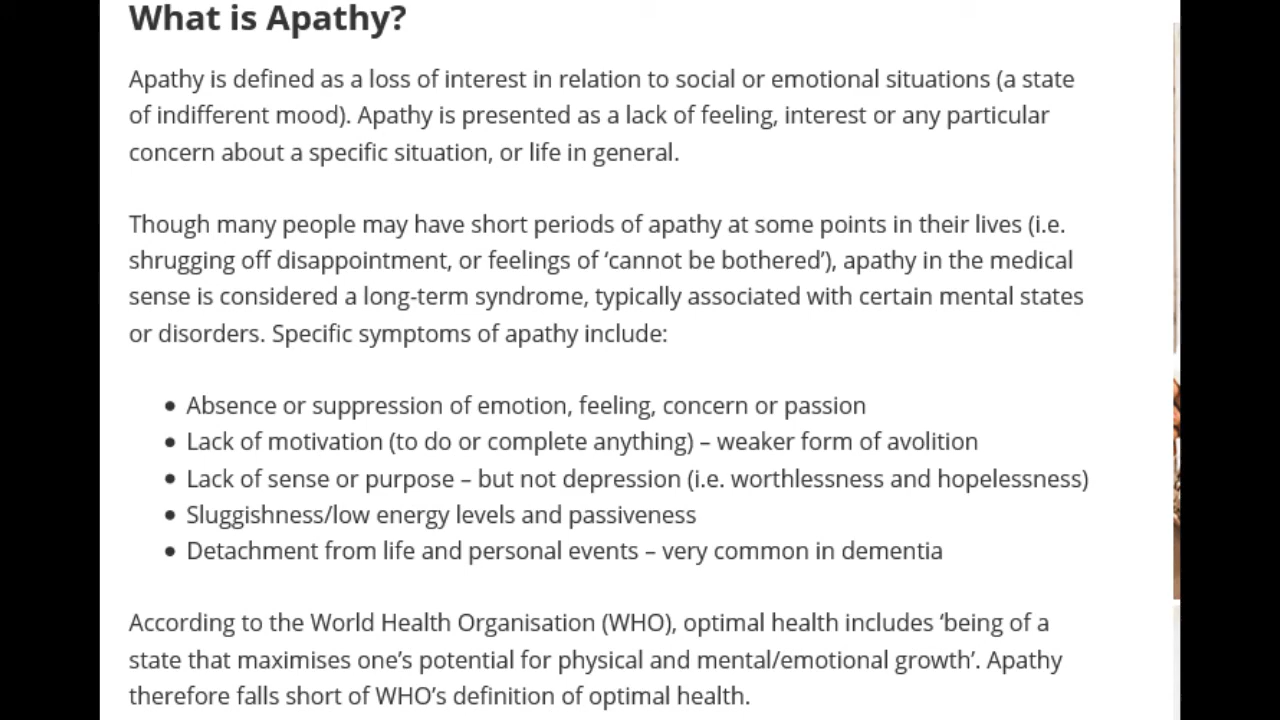 What is Apathy?
Apathy is defined as a loss of interest in relation to social or emotional situations (a state
of indifferent mood). Apathy is presented as a lack of feeling, interest or any particular
concern about a specific situation, or life in general.
Though many people may have short periods of apathy at some points in their lives (i.e.
shrugging off disappointment, or feelings of ‘cannot be bothered’), apathy in the medical
sense is considered a long-term syndrome, typically associated with certain mental states
or disorders. Specific symptoms of apathy include:
• Absence or suppression of emotion, feeling, concern or passion
• Lack of motivation (to do or complete anything) – weaker form of avolition
• Lack of sense or purpose – but not depression (i.e. worthlessness and hopelessness)
• Sluggishness/low energy levels and passiveness
• Detachment from life and personal events – very common in dementia
According to the World Health Organisation (WHO), optimal health includes ‘being of a
state that maximises one’s potential for physical and mental/emotional growth’. Apathy
therefore falls short of WHO’s definition of optimal health.